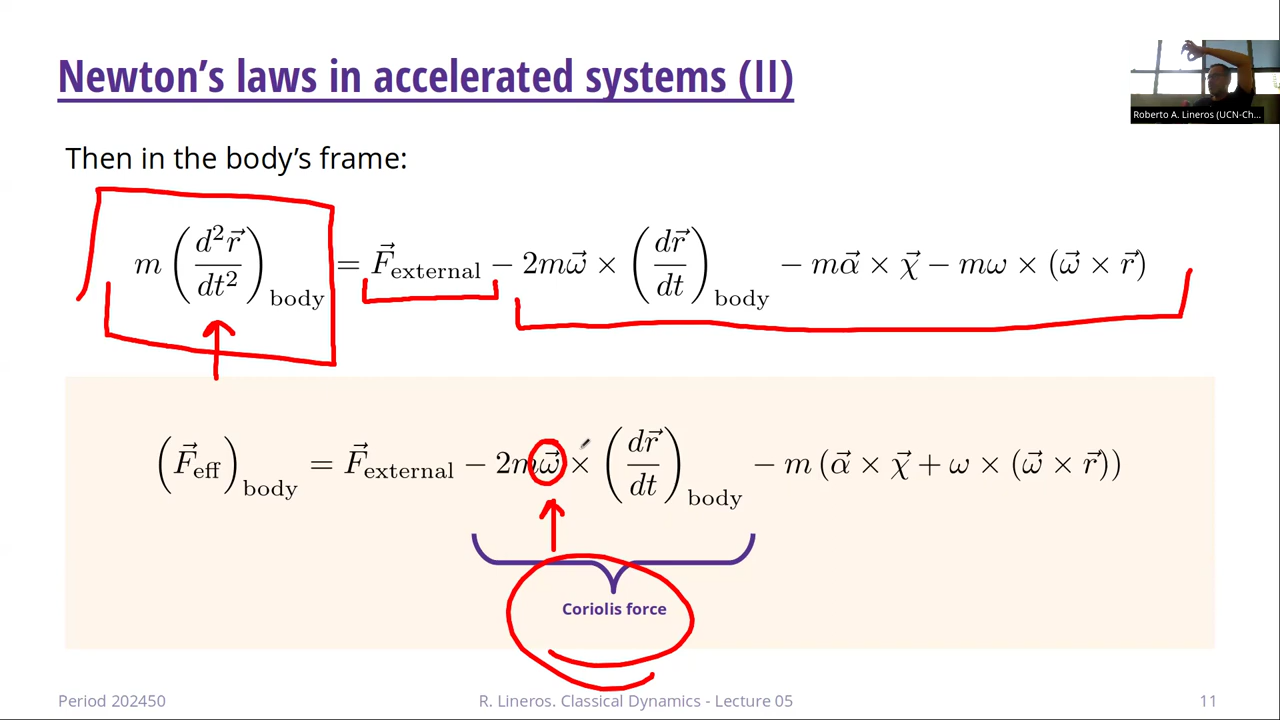 Newton's laws in accelerated systems (II)
Roberto A. Lineros (UCN-Ch...
Then in the body's frame:
m (d²r⃗/dt²)_body = F⃗_external − 2mω⃗ × (dr⃗/dt)_body − mα⃗ × χ⃗ − mω × (ω⃗ × r⃗)
(F⃗_eff)_body = F⃗_external − 2mω⃗ × (dr⃗/dt)_body − m (α⃗ × χ⃗ + ω × (ω⃗ × r⃗))
Coriolis force
Period 202450
R. Lineros. Classical Dynamics - Lecture 05
11